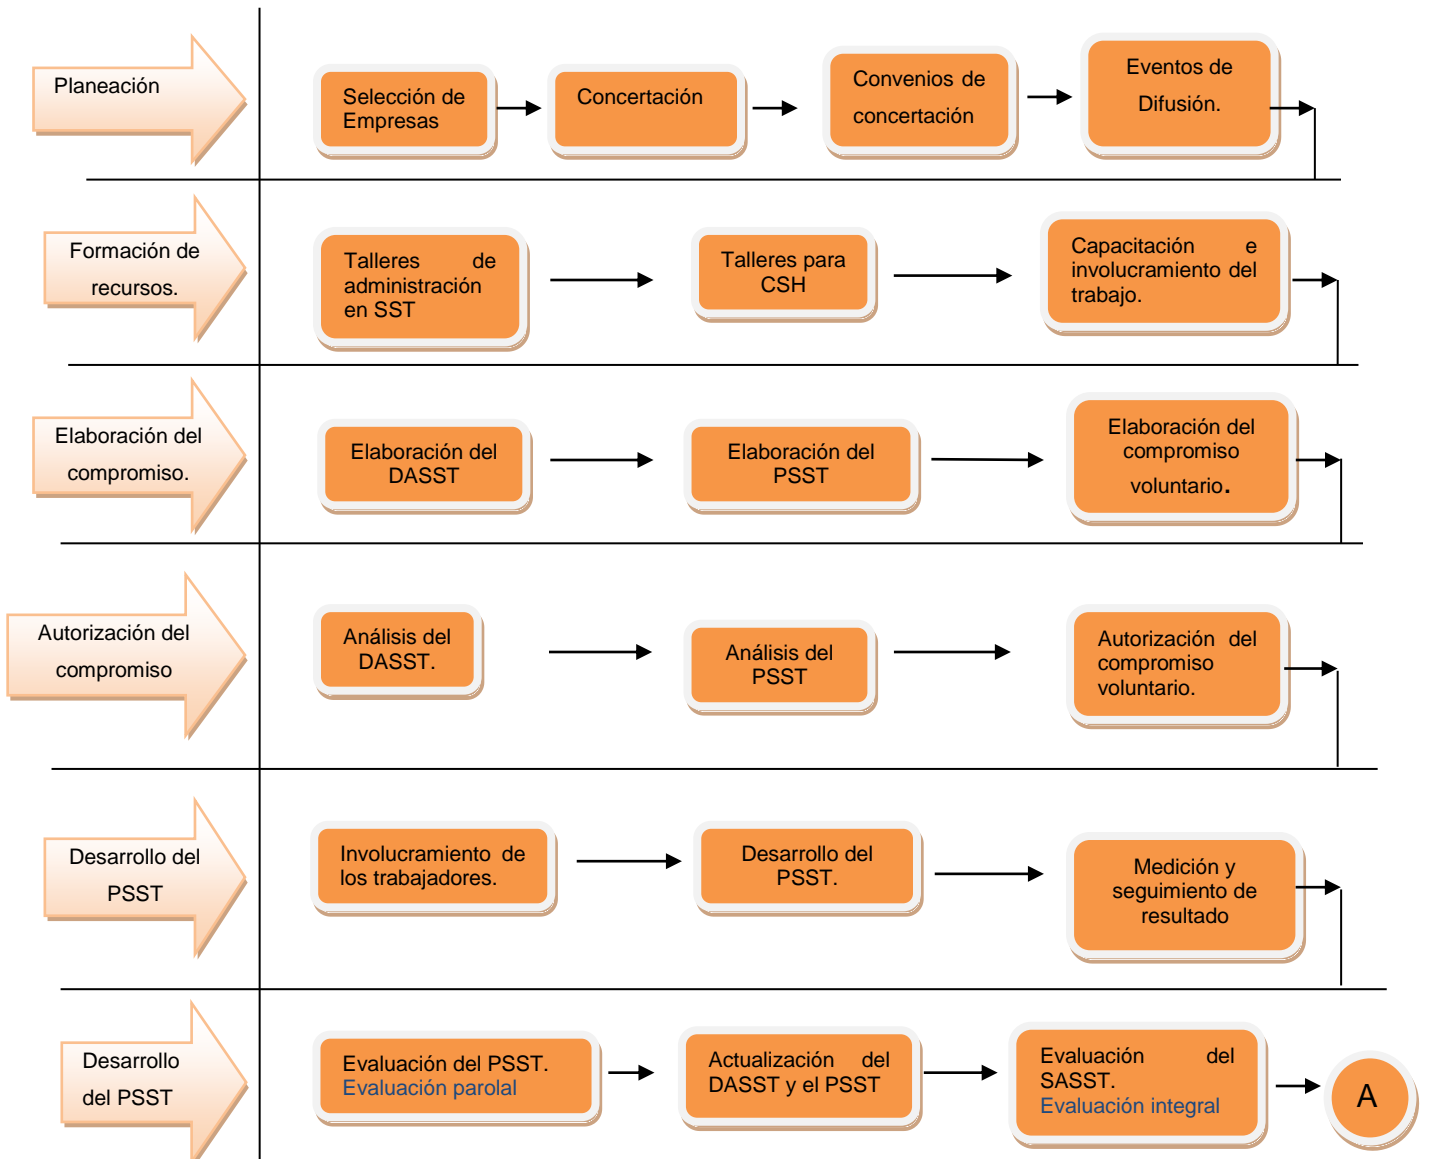 Planeación
Selección de
Empresas
Concertación
Convenios de
concertación
Eventos de
Difusión.
Formación de
recursos.
Talleres de
administración
en SST
Talleres para
CSH
Capacitación e
involucramiento del
trabajo.
Elaboración del
compromiso.
Elaboración del
DASST
Elaboración del
PSST
Elaboración del
compromiso
voluntario.
Autorización del
compromiso
Análisis del
DASST.
Análisis del
PSST
Autorización del
compromiso
voluntario.
Desarrollo del
PSST
Involucramiento de
los trabajadores.
Desarrollo del
PSST.
Medición y
seguimiento de
resultado
Desarrollo
del PSST
Evaluación del PSST.
Evaluación parolal
Actualización del
DASST y el PSST
Evaluación del
SASST.
Evaluación integral
A